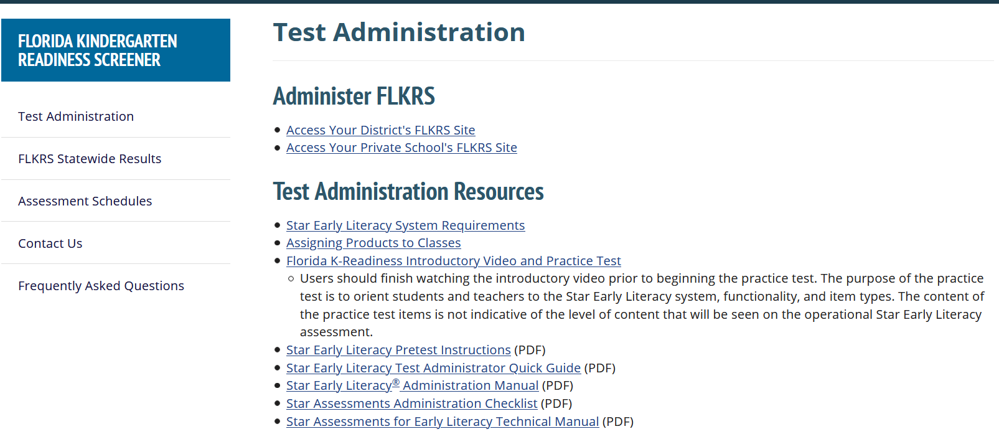 FLORIDA KINDERGARTEN
READINESS SCREENER
Test Administration
FLKRS Statewide Results
Assessment Schedules
Contact Us
Frequently Asked Questions
Test Administration
Administer FLKRS
Access Your District's FLKRS Site
Access Your Private School's FLKRS Site
Test Administration Resources
Star Early Literacy System Requirements
Assigning Products to Classes
Florida K-Readiness Introductory Video and Practice Test
Users should finish watching the introductory video prior to beginning the practice test. The purpose of the practice
test is to orient students and teachers to the Star Early Literacy system, functionality, and item types. The content of
the practice test items is not indicative of the level of content that will be seen on the operational Star Early Literacy
assessment.
Star Early Literacy Pretest Instructions (PDF)
Star Early Literacy Test Administrator Quick Guide (PDF)
Star Early Literacy® Administration Manual (PDF)
Star Assessments Administration Checklist (PDF)
Star Assessments for Early Literacy Technical Manual (PDF)